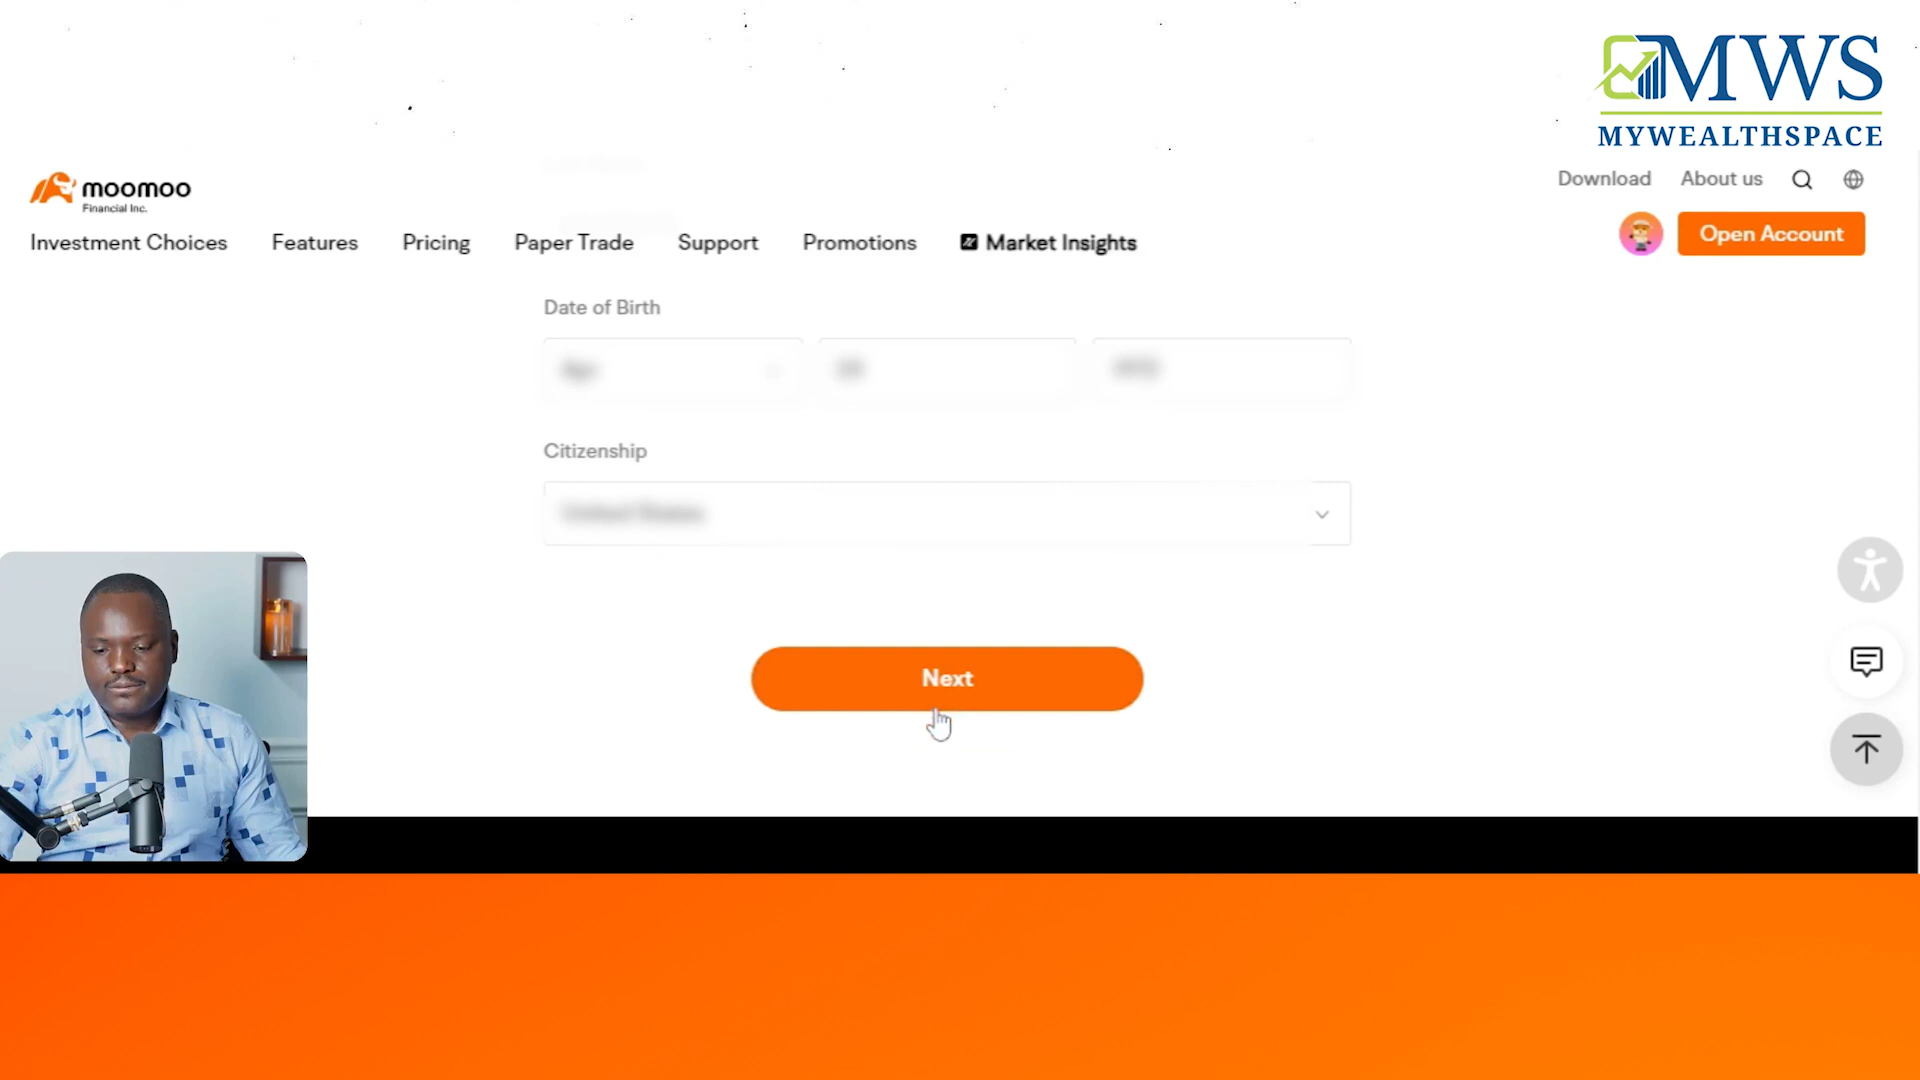 MWS
MYWEALTHSPACE
moomoo
Financial Inc.
Download
About us
Investment Choices
Features
Pricing
Paper Trade
Support
Promotions
Market Insights
Open Account
Date of Birth
Citizenship
Next